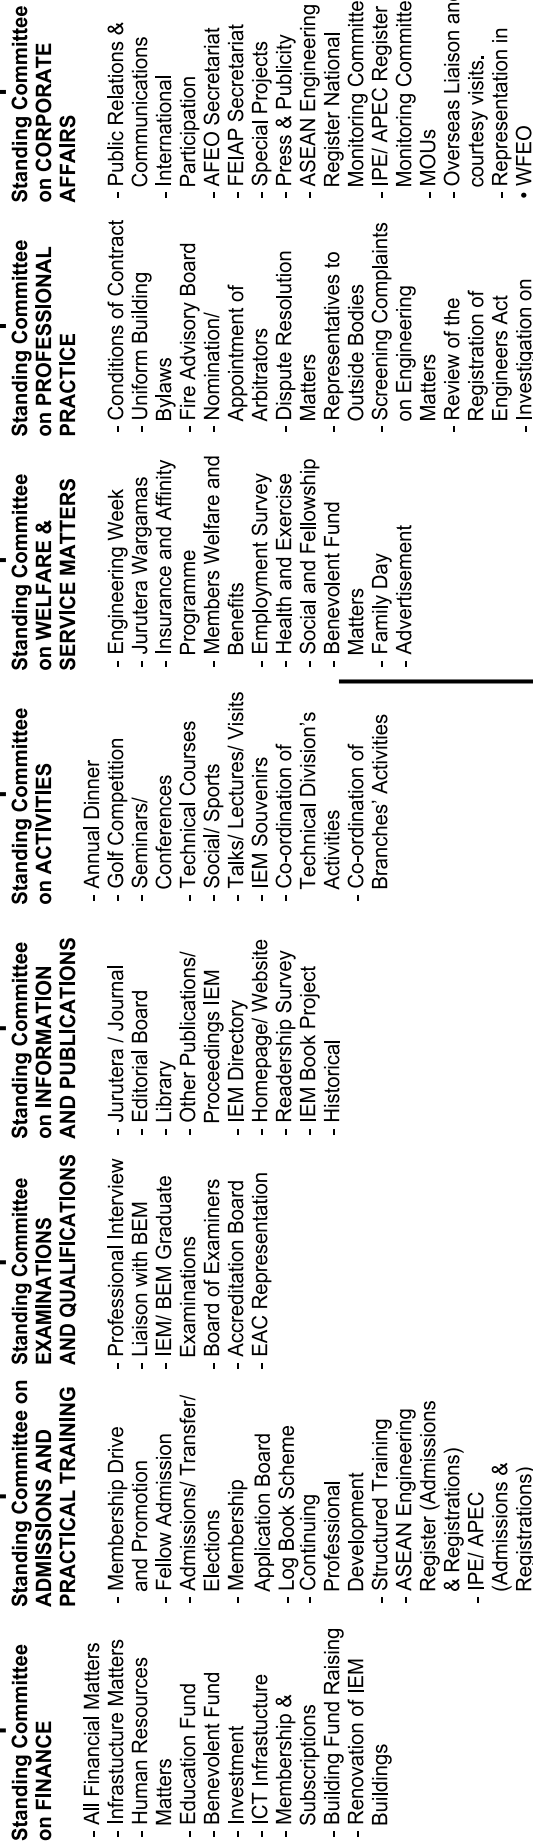 Standing Committee
on FINANCE
- All Financial Matters
- Infrastucture Matters
- Human Resources
Matters
- Education Fund
- Benevolent Fund
- Investment
- ICT Infrastucture
- Membership &
Subscriptions
- Building Fund Raising
- Renovation of IEM
Buildings
Standing Committee on
ADMISSIONS AND
PRACTICAL TRAINING
- Membership Drive
and Promotion
- Fellow Admission
- Admissions/ Transfer/
Elections
- Membership
Application Board
- Log Book Scheme
- Continuing
Professional
Development
- Structured Training
- ASEAN Engineering
Register (Admissions
& Registrations)
- IPE/ APEC
(Admissions &
Registrations)
Standing Committee
EXAMINATIONS
AND QUALIFICATIONS
- Professional Interview
- Liaison with BEM
- IEM/ BEM Graduate
Examinations
- Board of Examiners
- Accreditation Board
- EAC Representation
Standing Committee
on INFORMATION
AND PUBLICATIONS
- Jurutera / Journal
- Editorial Board
- Library
- Other Publications/
Proceedings IEM
- IEM Directory
- Homepage/ Website
- Readership Survey
- IEM Book Project
- Historical
Standing Committee
on ACTIVITIES
- Annual Dinner
- Golf Competition
- Seminars/
Conferences
- Technical Courses
- Social/ Sports
- Talks/ Lectures/ Visits
- IEM Souvenirs
- Co-ordination of
Technical Division's
Activities
- Co-ordination of
Branches' Activities
Standing Committee
on WELFARE &
SERVICE MATTERS
- Engineering Week
- Jurutera Wargamas
- Insurance and Affinity
Programme
- Members Welfare and
Benefits
- Employment Survey
- Health and Exercise
- Social and Fellowship
- Benevolent Fund
Matters
- Family Day
- Advertisement
Standing Committee
on PROFESSIONAL
PRACTICE
- Conditions of Contract
- Uniform Building
Bylaws
- Fire Advisory Board
- Nomination/
Appointment of
Arbitrators
- Dispute Resolution
Matters
- Representatives to
Outside Bodies
- Screening Complaints
on Engineering
Matters
- Review of the
Registration of
Engineers Act
- Investigation on
Standing Committee
on CORPORATE
AFFAIRS
- Public Relations &
Communications
- International
Participation
- AFEO Secretariat
- FEIAP Secretariat
- Special Projects
- Press & Publicity
- ASEAN Engineering
Register National
Monitoring Committe
- IPE/ APEC Register
Monitoring Committe
- MOUs
- Overseas Liaison and
courtesy visits.
- Representation in
• WFEO